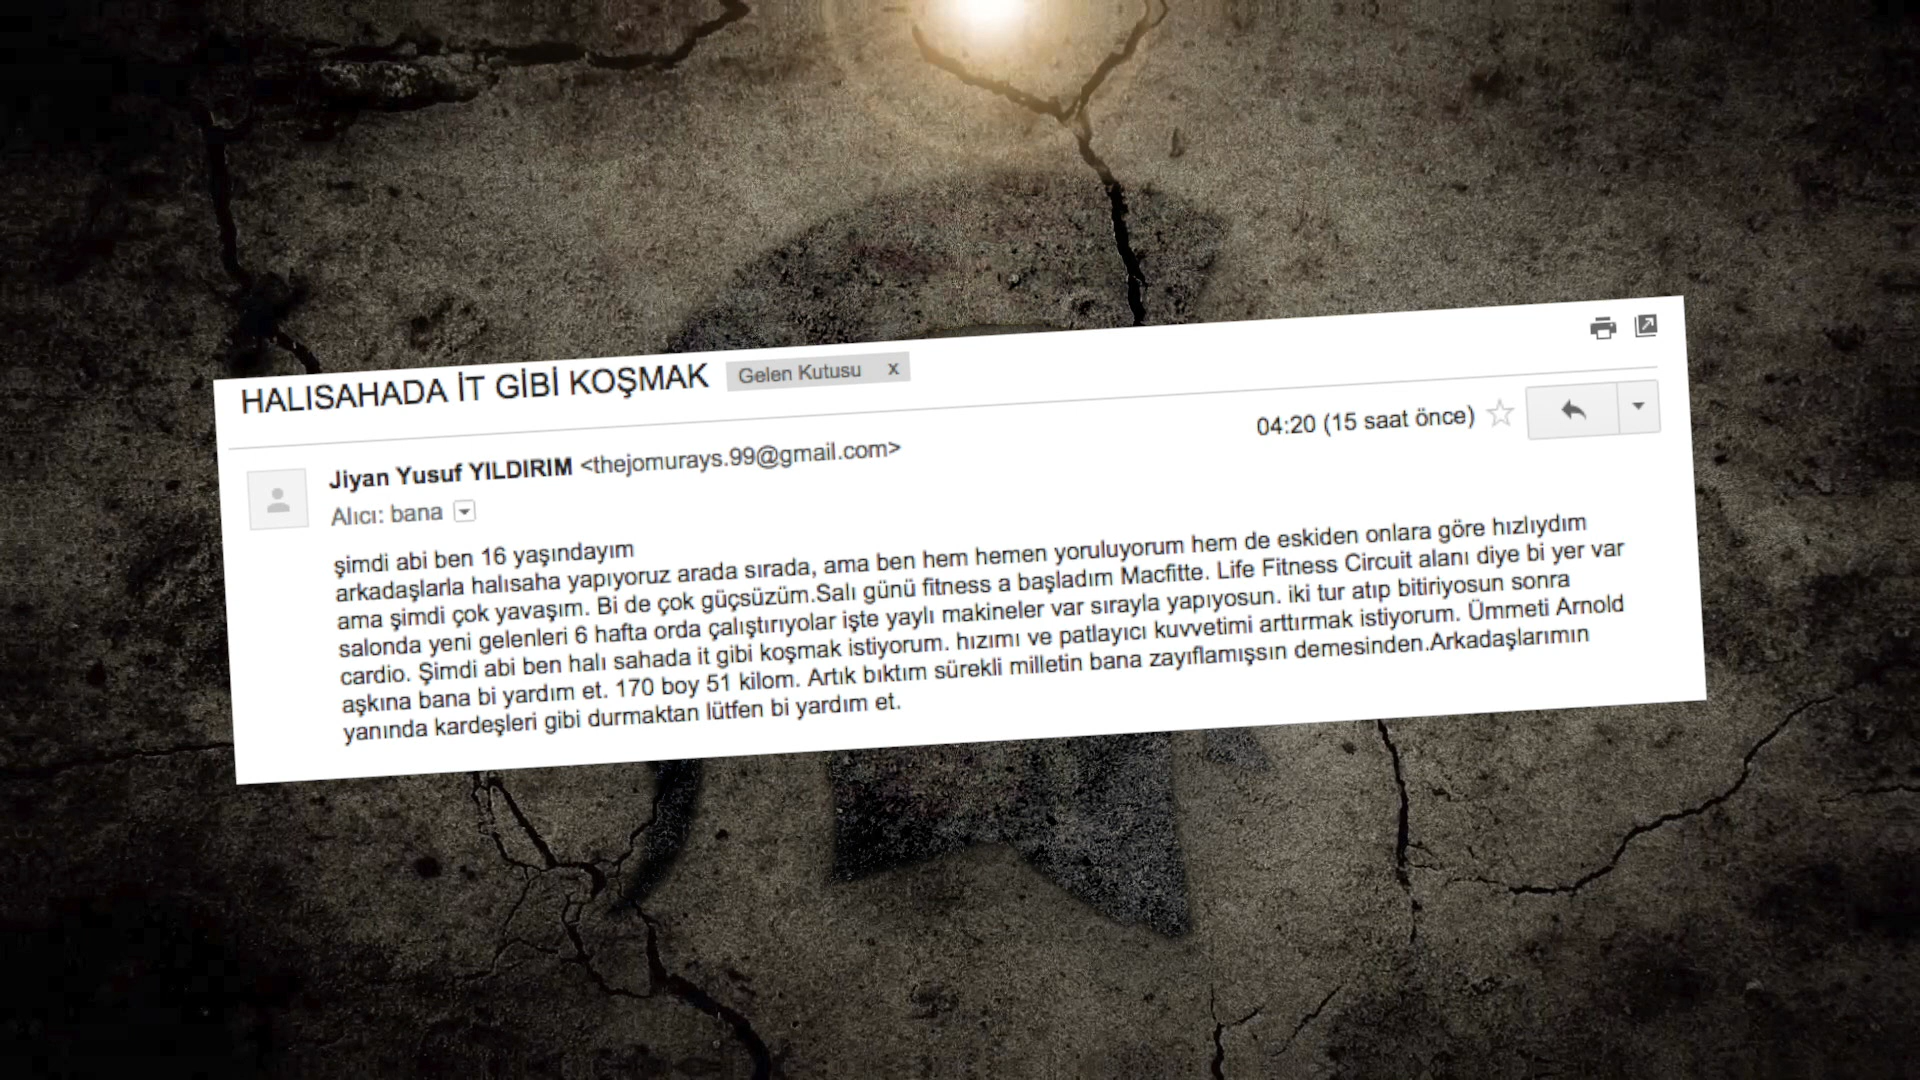 HALISAHADA İT GİBİ KOŞMAK Gelen Kutusu x
Jiyan Yusuf YILDIRIM <thejomurays.99@gmail.com> 04:20 (15 saat önce)
Alıcı: bana
şimdi abi ben 16 yaşındayım
arkadaşlarla halısaha yapıyoruz arada sırada, ama ben hem hemen yoruluyorum hem de eskiden onlara göre hızlıydım
ama şimdi çok yavaşım. Bi de çok güçsüzüm.Salı günü fitness a başladım Macfitte. Life Fitness Circuit alanı diye bi yer var
salonda yeni gelenleri 6 hafta orda çalıştırıyolar işte yaylı makineler var sırayla yapıyosun. iki tur atıp bitiriyosun sonra
cardio. Şimdi abi ben halı sahada it gibi koşmak istiyorum. hızımı ve patlayıcı kuvvetimi arttırmak istiyorum. Ümmeti Arnold
aşkına bana bi yardım et. 170 boy 51 kilom. Artık bıktım sürekli milletin bana zayıflamışsın demesinden.Arkadaşlarımın
yanında kardeşleri gibi durmaktan lütfen bi yardım et.